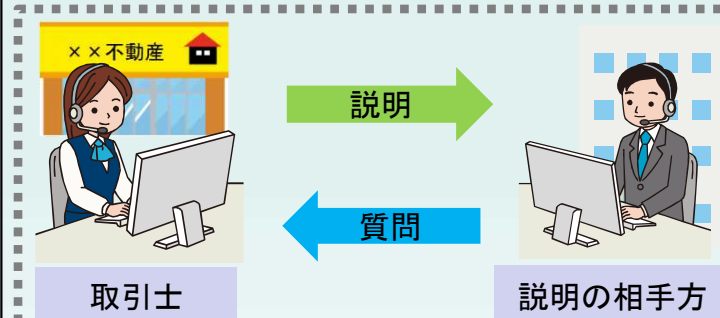 ××不動産
説明
質問
取引士
説明の相手方